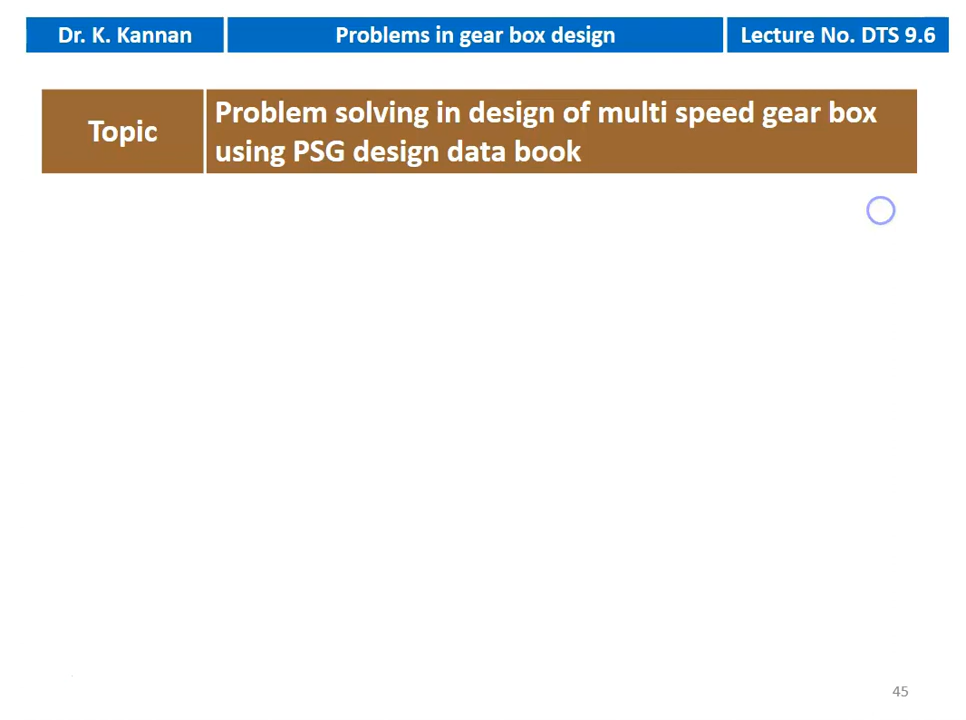 Dr. K. Kannan
Problems in gear box design
Lecture No. DTS 9.6
Topic
Problem solving in design of multi speed gear box
using PSG design data book
45